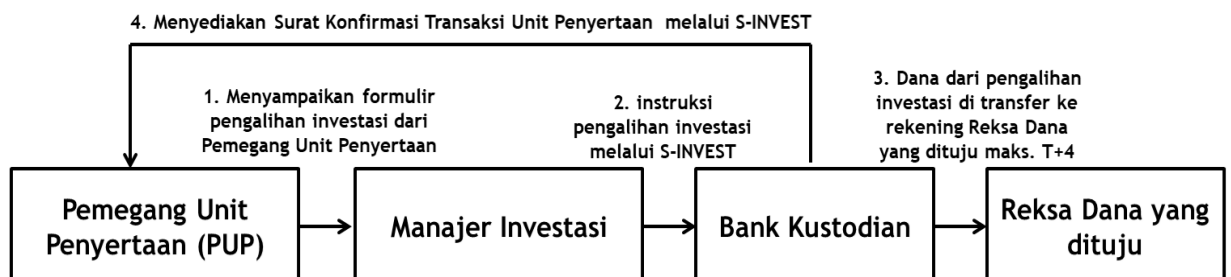 4. Menyediakan Surat Konfirmasi Transaksi Unit Penyertaan melalui S-INVEST
1. Menyampaikan formulir
pengalihan investasi dari
Pemegang Unit Penyertaan
2. instruksi
pengalihan investasi
melalui S-INVEST
3. Dana dari pengalihan
investasi di transfer ke
rekening Reksa Dana
yang dituju maks. T+4
Pemegang Unit
Penyertaan (PUP)
Manajer Investasi
Bank Kustodian
Reksa Dana yang
dituju